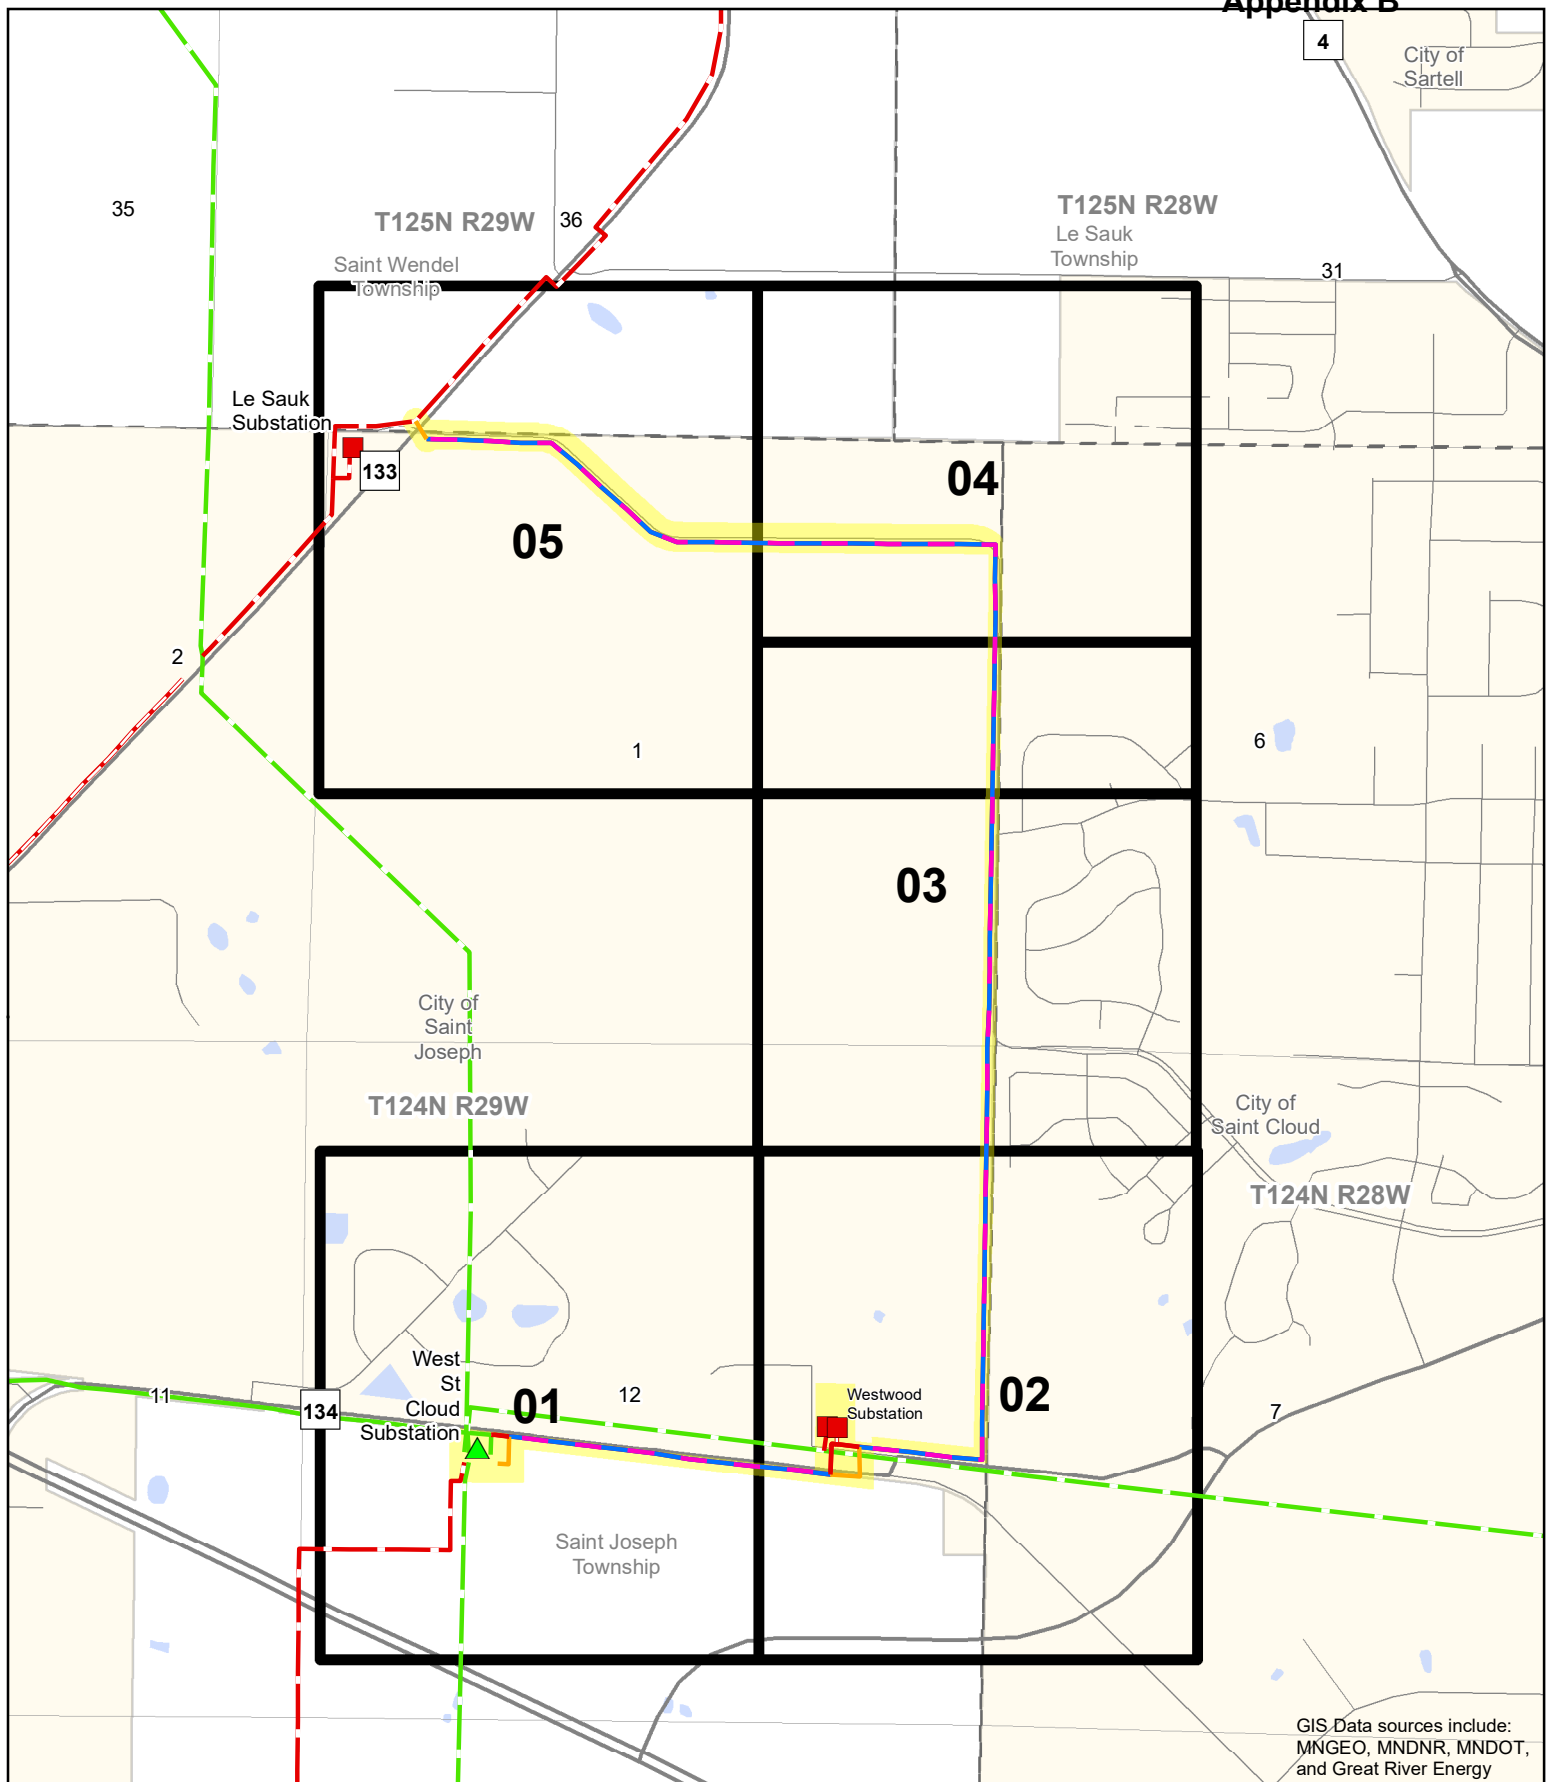 Appendix B
4
City of
Sartell
35
T125N R29W
36
T125N R28W
Le Sauk
Township
Saint Wendel
Township
31
Le Sauk
Substation
133
04
05
2
1
6
03
City of
Saint
Joseph
T124N R29W
City of
Saint Cloud
T124N R28W
West
St
Cloud
Substation
11
134
01
12
Westwood
Substation
02
7
Saint Joseph
Township
GIS Data sources include:
MNGEO, MNDNR, MNDOT,
and Great River Energy